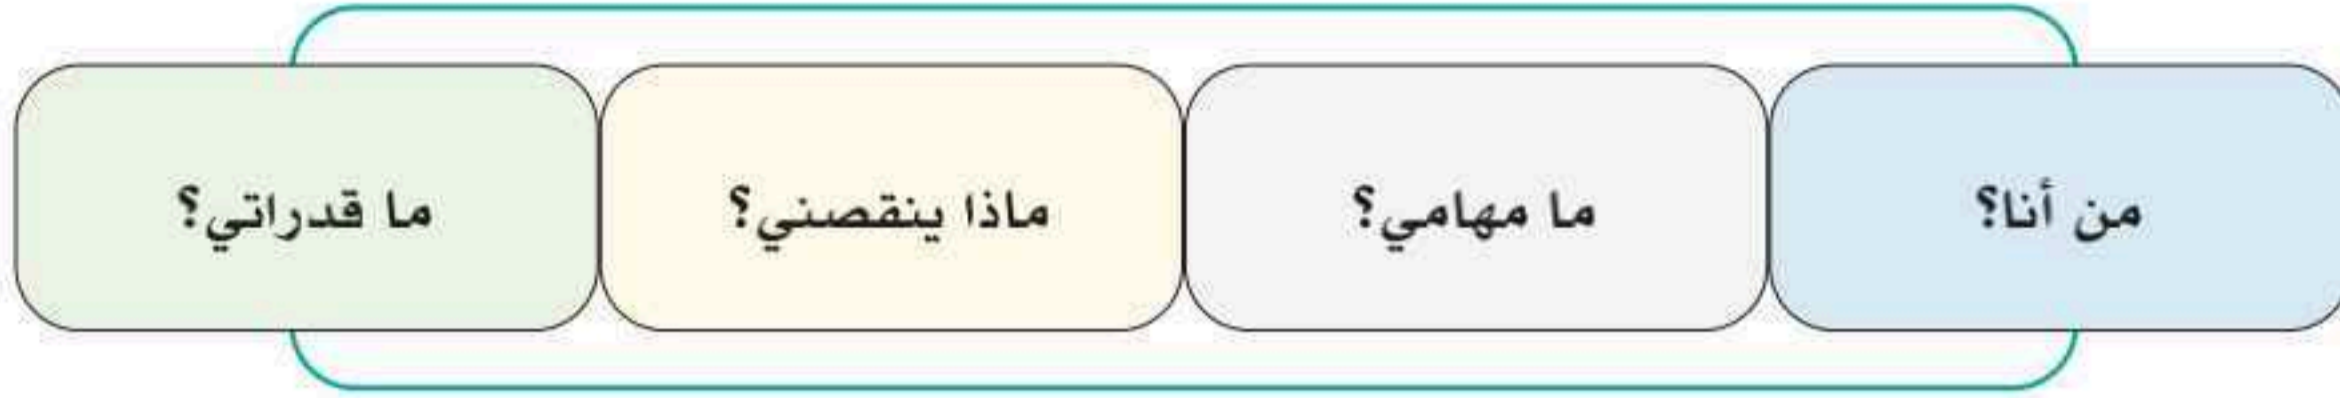 من أنا؟
ما مهامي؟
ماذا ينقصني؟
ما قدراتي؟